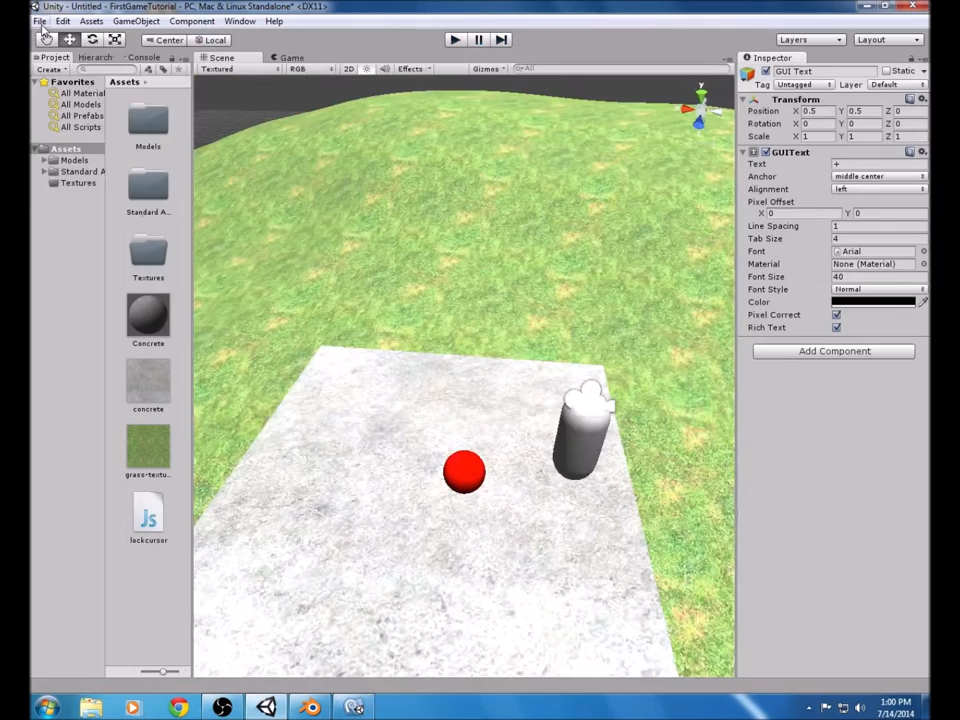 Unity - Untitled - FirstGameTutorial - PC, Mac & Linux Standalone* <DX11>
File Edit Assets GameObject Component Window Help
Center Local Layers Layout
Project Hierarch Console
Create
Favorites
All Material
All Models
All Prefabs
All Scripts
Assets
Models
Standard A
Textures
Assets
Models
Standard A...
Textures
Concrete
concrete
grass-textu...
lockcursor
Scene Game
Textured RGB 2D Effects Gizmos All
y
Inspector
GUI Text Static
Tag Untagged Layer Default
Transform
Position X 0.5 Y 0.5 Z 0
Rotation X 0 Y 0 Z 0
Scale X 1 Y 1 Z 1
GUIText
Text +
Anchor middle center
Alignment left
Pixel Offset
X 0 Y 0
Line Spacing 1
Tab Size 4
Font Arial
Material None (Material)
Font Size 40
Font Style Normal
Color
Pixel Correct
Rich Text
Add Component
Js
1:00 PM
7/14/2014